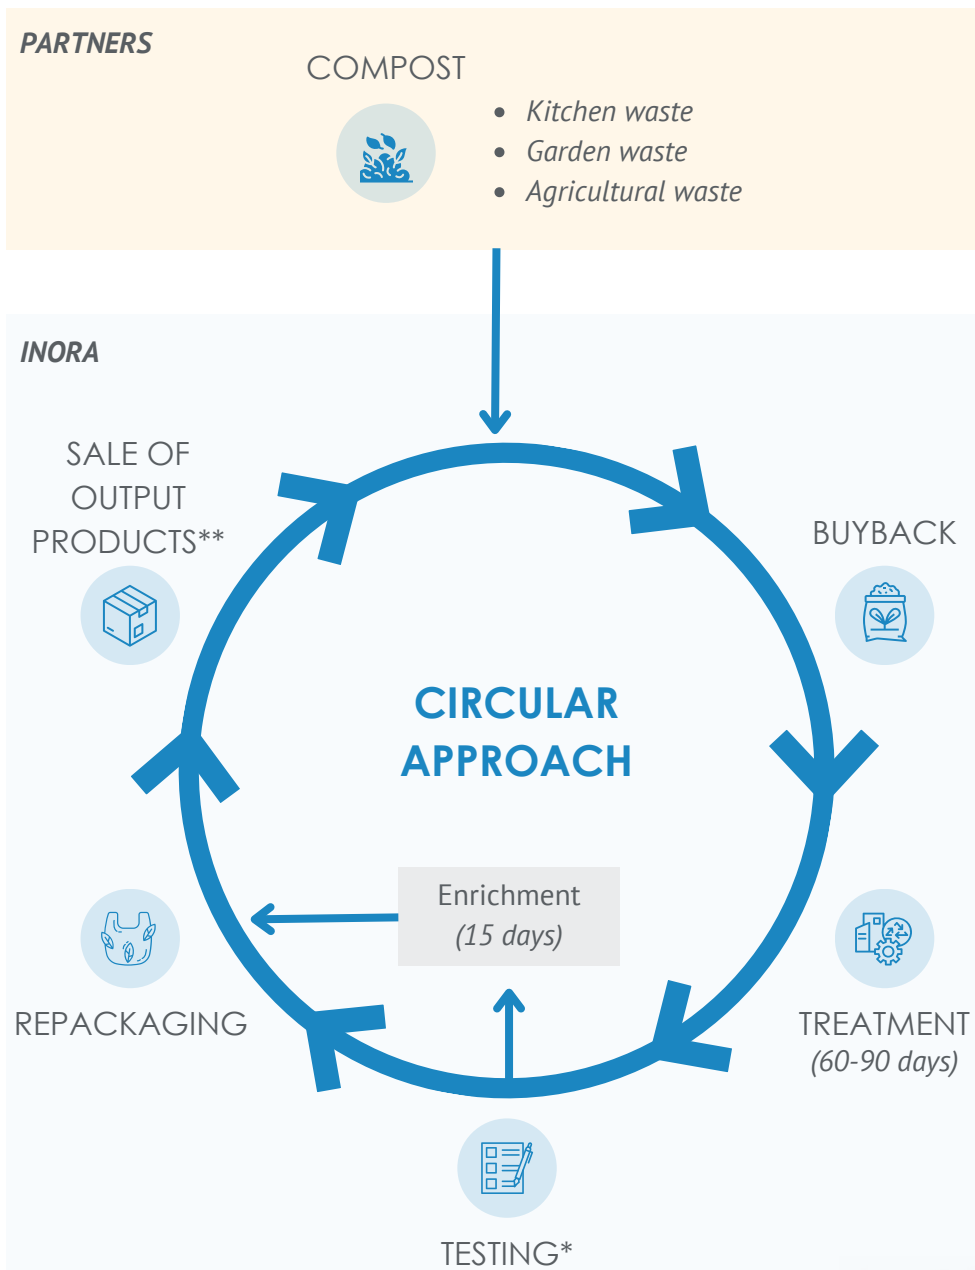 PARTNERS
COMPOST
• Kitchen waste
• Garden waste
• Agricultural waste
INORA
SALE OF
OUTPUT
PRODUCTS**
BUYBACK
CIRCULAR
APPROACH
Enrichment
(15 days)
REPACKAGING
TREATMENT
(60-90 days)
TESTING*